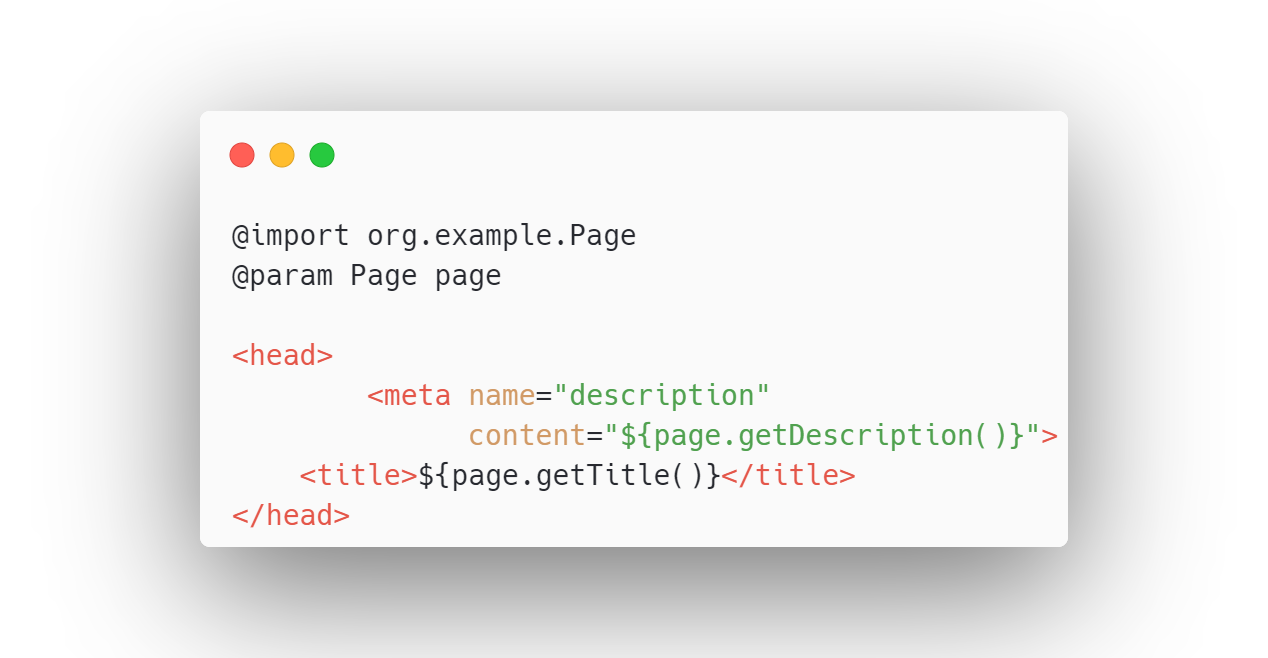 @import org.example.Page
@param Page page

<head>
        <meta name="description"
              content="${page.getDescription()}">
    <title>${page.getTitle()}</title>
</head>